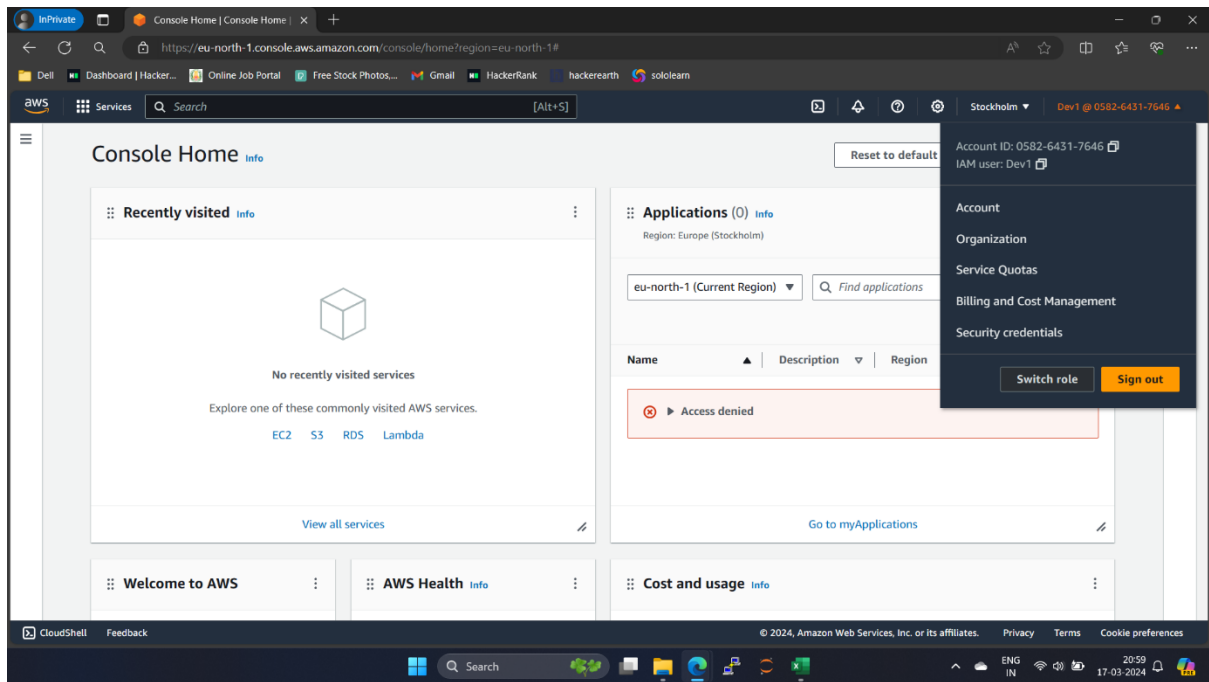 InPrivate
Console Home | Console Home |
https://eu-north-1.console.aws.amazon.com/console/home?region=eu-north-1#
Dell
Dashboard | Hacker...
Online Job Portal
Free Stock Photos,...
Gmail
HackerRank
hackerearth
sololearn
aws
Services
Search
[Alt+S]
Stockholm
Dev1 @ 0582-6431-7646
Account ID: 0582-6431-7646
IAM user: Dev1
Account
Organization
Service Quotas
Billing and Cost Management
Security credentials
Switch role
Sign out
Console Home Info
Reset to default
Recently visited Info
No recently visited services
Explore one of these commonly visited AWS services.
EC2 S3 RDS Lambda
View all services
Applications (0) Info
Region: Europe (Stockholm)
eu-north-1 (Current Region)
Find applications
Name Description Region
Access denied
Go to myApplications
Welcome to AWS
AWS Health Info
Cost and usage Info
CloudShell Feedback
© 2024, Amazon Web Services, Inc. or its affiliates. Privacy Terms Cookie preferences
Search
ENG
IN
20:59
17-03-2024